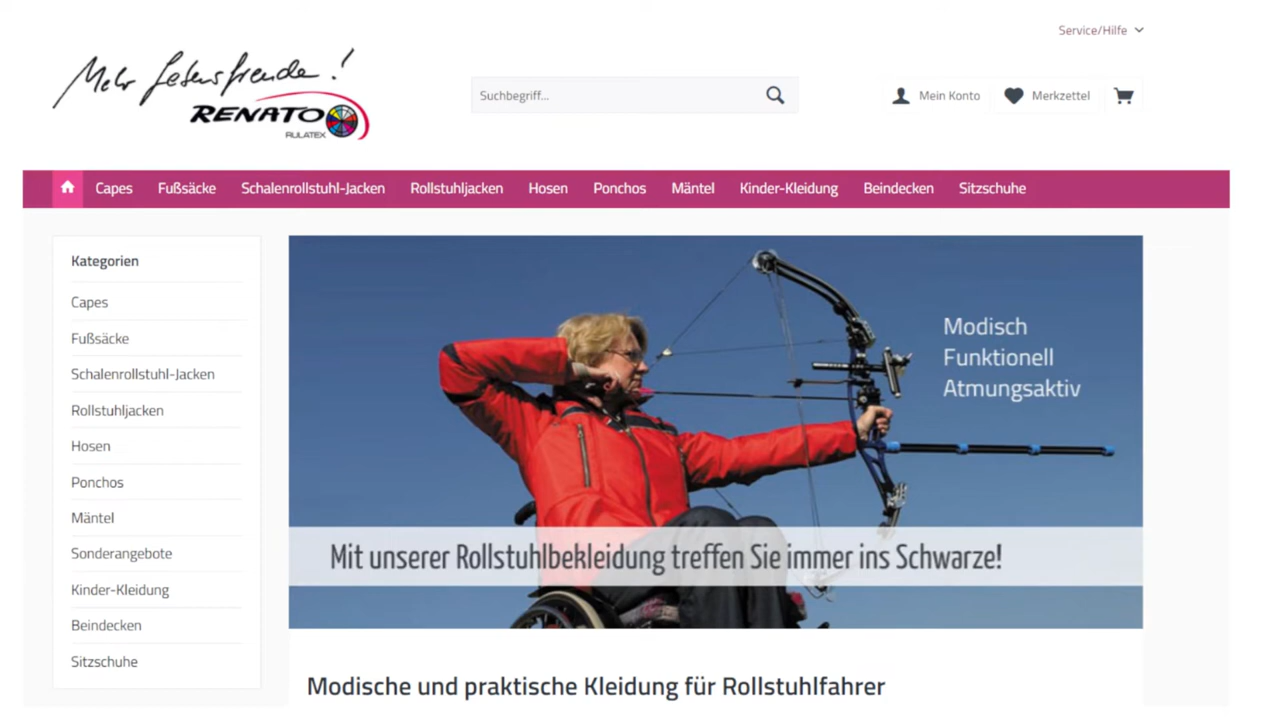 Service/Hilfe
Mehr Lebensfreude!
RENATO
RULATEX
Suchbegriff...
Mein Konto
Merkzettel
Capes Fußsäcke Schalenrollstuhl-Jacken Rollstuhljacken Hosen Ponchos Mäntel Kinder-Kleidung Beindecken Sitzschuhe
Kategorien
Capes
Fußsäcke
Schalenrollstuhl-Jacken
Rollstuhljacken
Hosen
Ponchos
Mäntel
Sonderangebote
Kinder-Kleidung
Beindecken
Sitzschuhe
Modisch
Funktionell
Atmungsaktiv
Mit unserer Rollstuhlbekleidung treffen Sie immer ins Schwarze!
Modische und praktische Kleidung für Rollstuhlfahrer